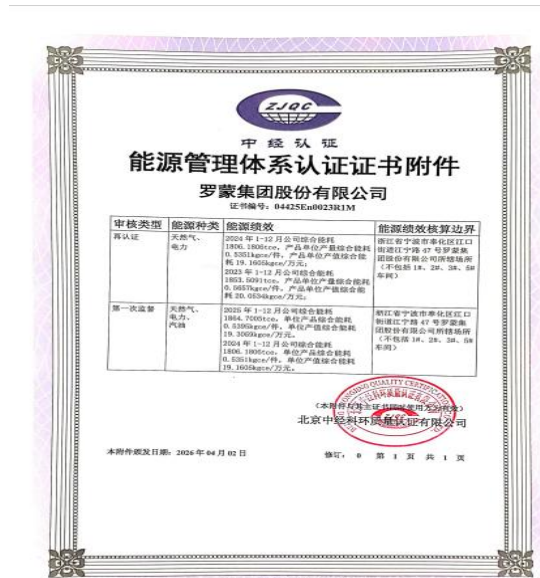 ZJQC
中经认证
能源管理体系认证证书附件
罗蒙集团股份有限公司
证书编号：04425En0023R1M
审核类型 能源种类 能源绩效 能源绩效核算边界
再认证
天然气、
电力
2024 年 1-12 月公司综合能耗
1806.1806tce，产品单位产量综合能耗
0.5351kgce/件，产品单位产值综合能
耗 19.1605kgce/万元；
2023 年 1-12 月公司综合能耗
1853.5091tce，产品单位产量综合能耗
0.5657kgce/件，产品单位产值综合能
耗 20.0534kgce/万元；
浙江省宁波市奉化区江口
街道江宁路 47 号罗蒙集
团股份有限公司所辖场所
（不包括 1#、2#、3#、5#
车间）
第一次监督
天然气、
电力、
汽油
2025 年 1-12 月公司综合能耗
1864.7095tce，单位产品综合能耗
0.5395kgce/件，单位产值综合能耗
19.3069kgce/万元。
2024 年 1-12 月公司综合能耗
1806.1806tce，单位产品综合能耗
0.5351kgce/件，单位产值综合能耗
19.1605kgce/万元。
浙江省宁波市奉化区江口
街道江宁路 47 号罗蒙集
团股份有限公司所辖场所
（不包括 1#、2#、3#、5#
车间）
（本附件与其主证书同时使用方为有效）
北京中经科环质量认证有限公司
本附件颁发日期：2026 年 04 月 02 日
修订：0 第 1 页 共 1 页